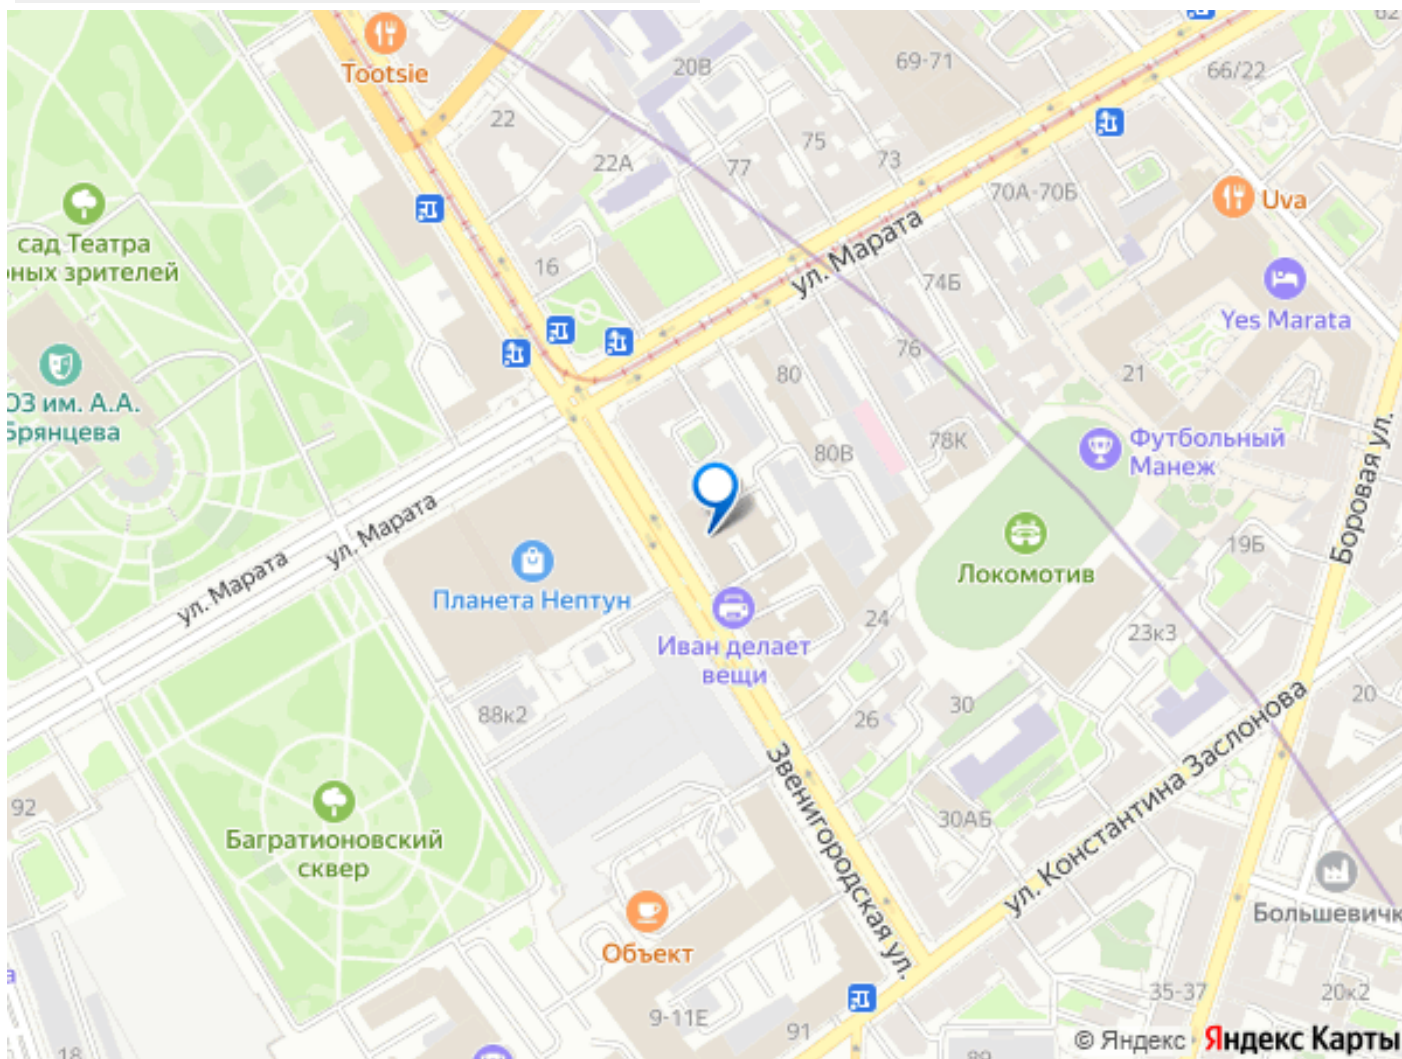 62
Tootsie
20В
69-71
66/22
22
75
22А
77
73
70А-70Б
Uva
ул. Марата
сад Театра
ных зрителей
16
74Б
Yes Marata
ОЗ им. А.А.
Брянцева
80
76
21
80В
78К
Футбольный
Манеж
ул. Марата
ул. Марата
Планета Нептун
Локомотив
19Б
Боровая ул.
Иван делает
вещи
24
23к3
88к2
26
30
20
92
Багратионовский
сквер
Звенигородская ул.
30АБ
ул. Константина Заслонова
Большевичк
Объект
а
9-11Е
91
35-37
20к2
18
89
© Яндекс Яндекс Карты